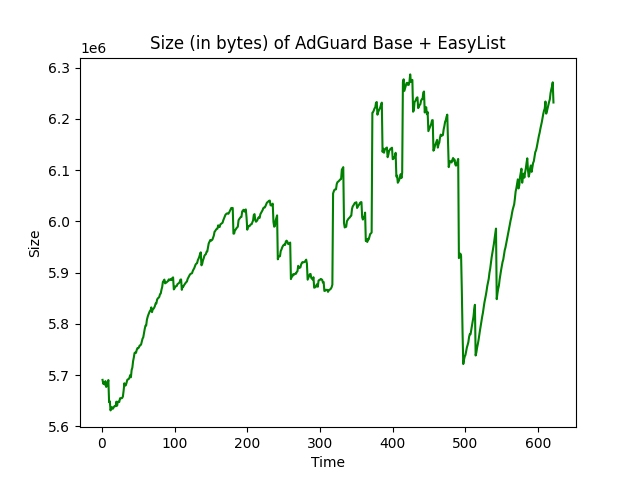 Size (in bytes) of AdGuard Base + EasyList
1e6
6.3
6.2
6.1
6.0
5.9
5.8
5.7
5.6
Size
0 100 200 300 400 500 600
Time